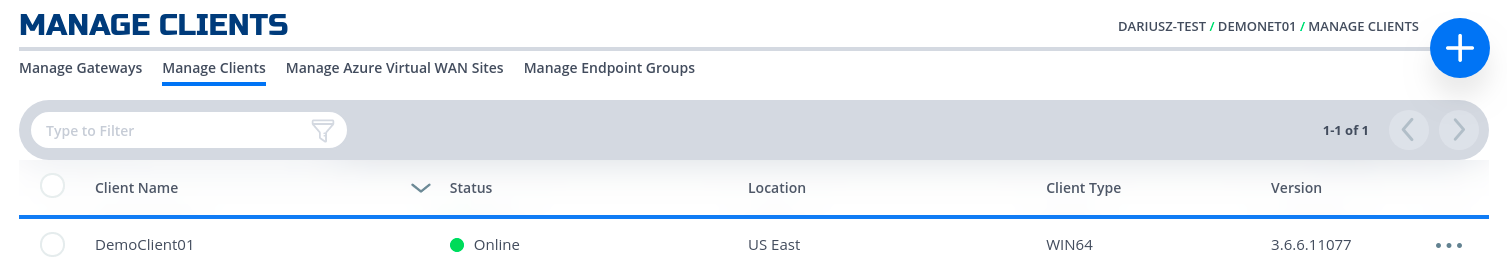 MANAGE CLIENTS
DARIUSZ-TEST / DEMONET01 / MANAGE CLIENTS
Manage Gateways Manage Clients Manage Azure Virtual WAN Sites Manage Endpoint Groups
Type to Filter 1-1 of 1
Client Name Status Location Client Type Version
DemoClient01 Online US East WIN64 3.6.6.11077